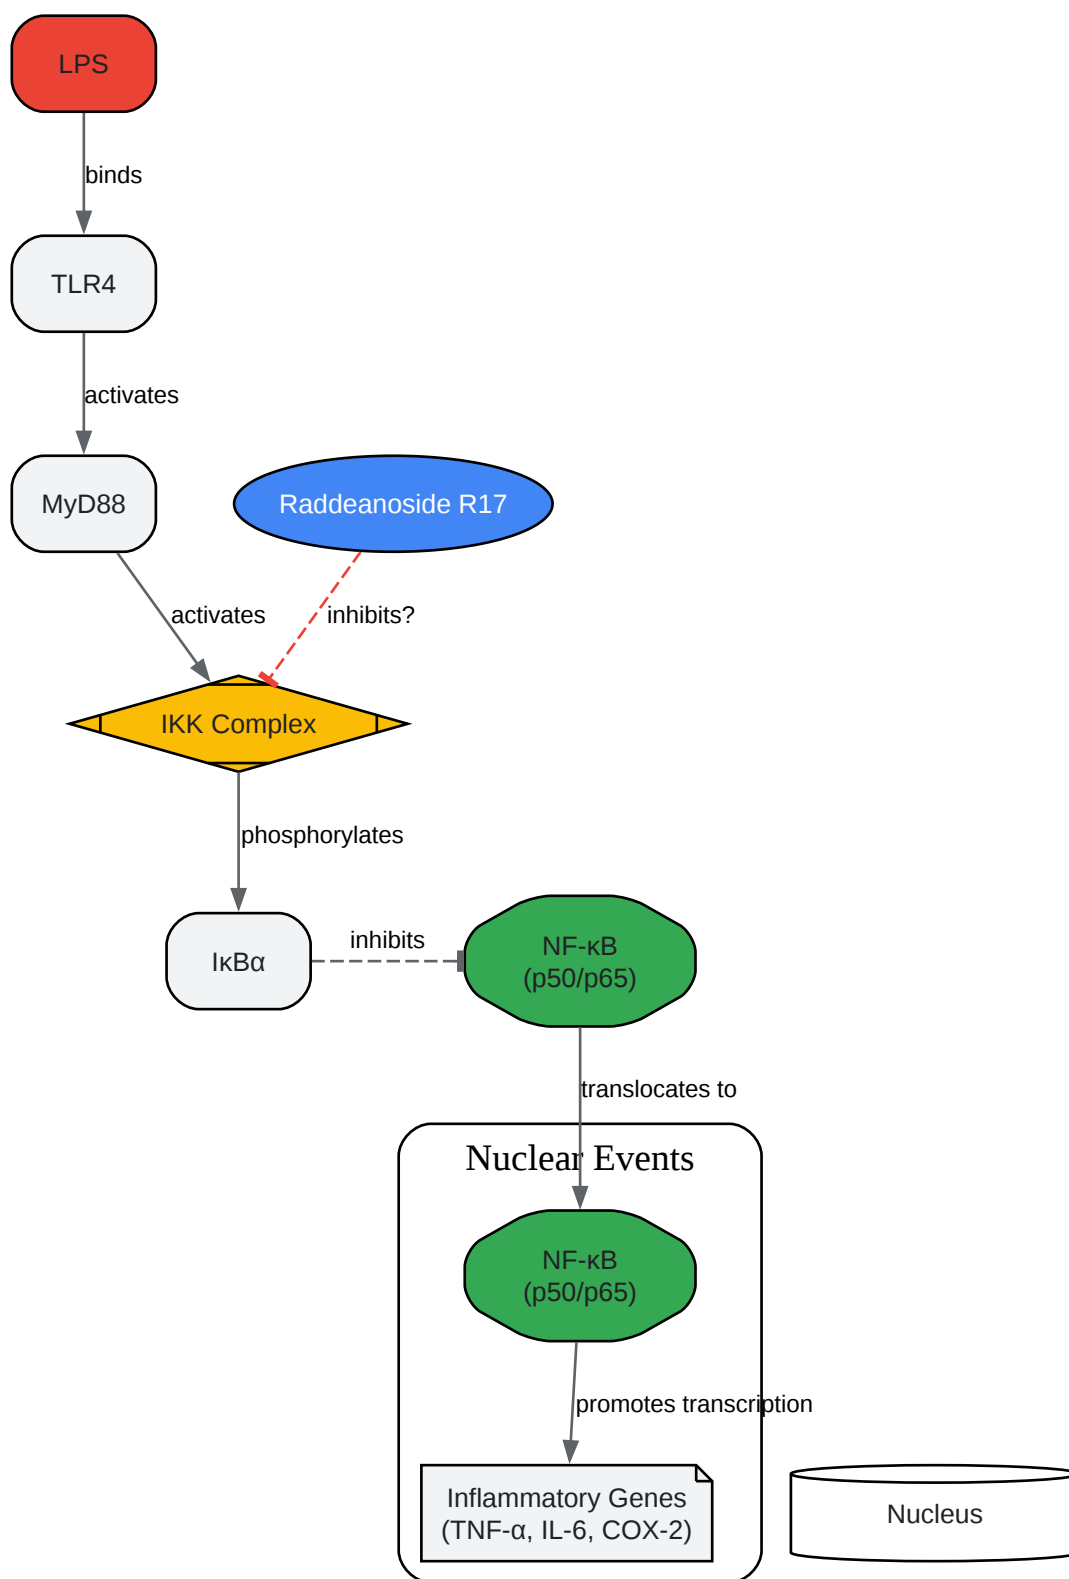 LPS
binds
TLR4
activates
MyD88
Raddeanoside R17
activates
inhibits?
IKK Complex
phosphorylates
IκBα
inhibits
NF-κB
(p50/p65)
translocates to
Nuclear Events
NF-κB
(p50/p65)
promotes transcription
Inflammatory Genes
(TNF-α, IL-6, COX-2)
Nucleus